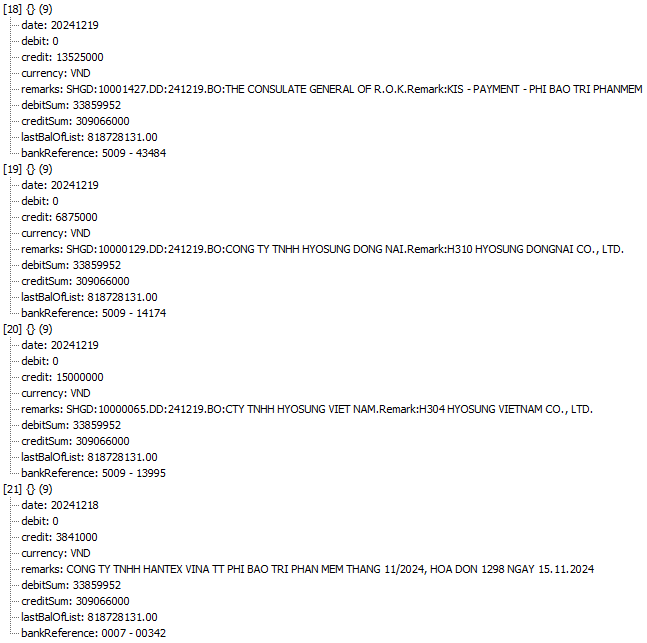 [18] {} (9)
date: 20241219
debit: 0
credit: 13525000
currency: VND
remarks: SHGD:10001427.DD:241219.BO:THE CONSULATE GENERAL OF R.O.K.Remark:KIS - PAYMENT - PHI BAO TRI PHANMEM
debitSum: 33859952
creditSum: 309066000
lastBalOfList: 818728131.00
bankReference: 5009 - 43484
[19] {} (9)
date: 20241219
debit: 0
credit: 6875000
currency: VND
remarks: SHGD:10000129.DD:241219.BO:CONG TY TNHH HYOSUNG DONG NAI.Remark:H310 HYOSUNG DONGNAI CO., LTD.
debitSum: 33859952
creditSum: 309066000
lastBalOfList: 818728131.00
bankReference: 5009 - 14174
[20] {} (9)
date: 20241219
debit: 0
credit: 15000000
currency: VND
remarks: SHGD:10000065.DD:241219.BO:CTY TNHH HYOSUNG VIET NAM.Remark:H304 HYOSUNG VIETNAM CO., LTD.
debitSum: 33859952
creditSum: 309066000
lastBalOfList: 818728131.00
bankReference: 5009 - 13995
[21] {} (9)
date: 20241218
debit: 0
credit: 3841000
currency: VND
remarks: CONG TY TNHH HANTEX VINA TT PHI BAO TRI PHAN MEM THANG 11/2024, HOA DON 1298 NGAY 15.11.2024
debitSum: 33859952
creditSum: 309066000
lastBalOfList: 818728131.00
bankReference: 0007 - 00342